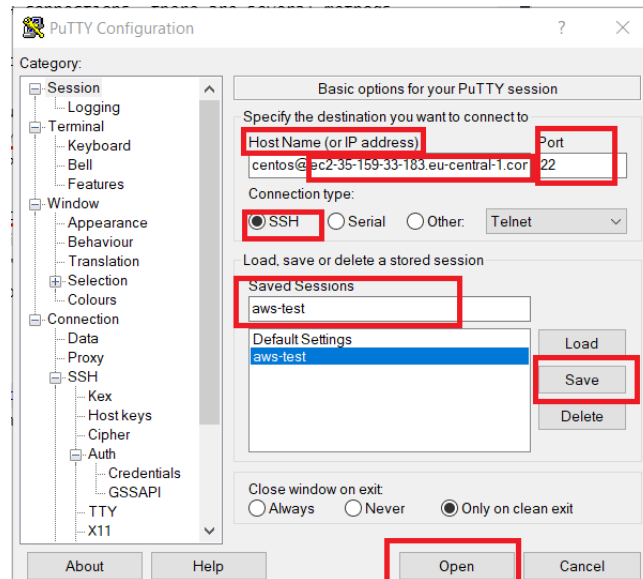 PuTTY Configuration
Category:
Session
Logging
Terminal
Keyboard
Bell
Features
Window
Appearance
Behaviour
Translation
Selection
Colours
Connection
Data
Proxy
SSH
Kex
Host keys
Cipher
Auth
Credentials
GSSAPI
TTY
X11
Basic options for your PuTTY session
Specify the destination you want to connect to
Host Name (or IP address) Port
centos@ec2-35-159-33-183.eu-central-1.cor 22
Connection type:
SSH Serial Other: Telnet
Load, save or delete a stored session
Saved Sessions
aws-test
Default Settings
aws-test
Load
Save
Delete
Close window on exit:
Always Never Only on clean exit
About Help Open Cancel